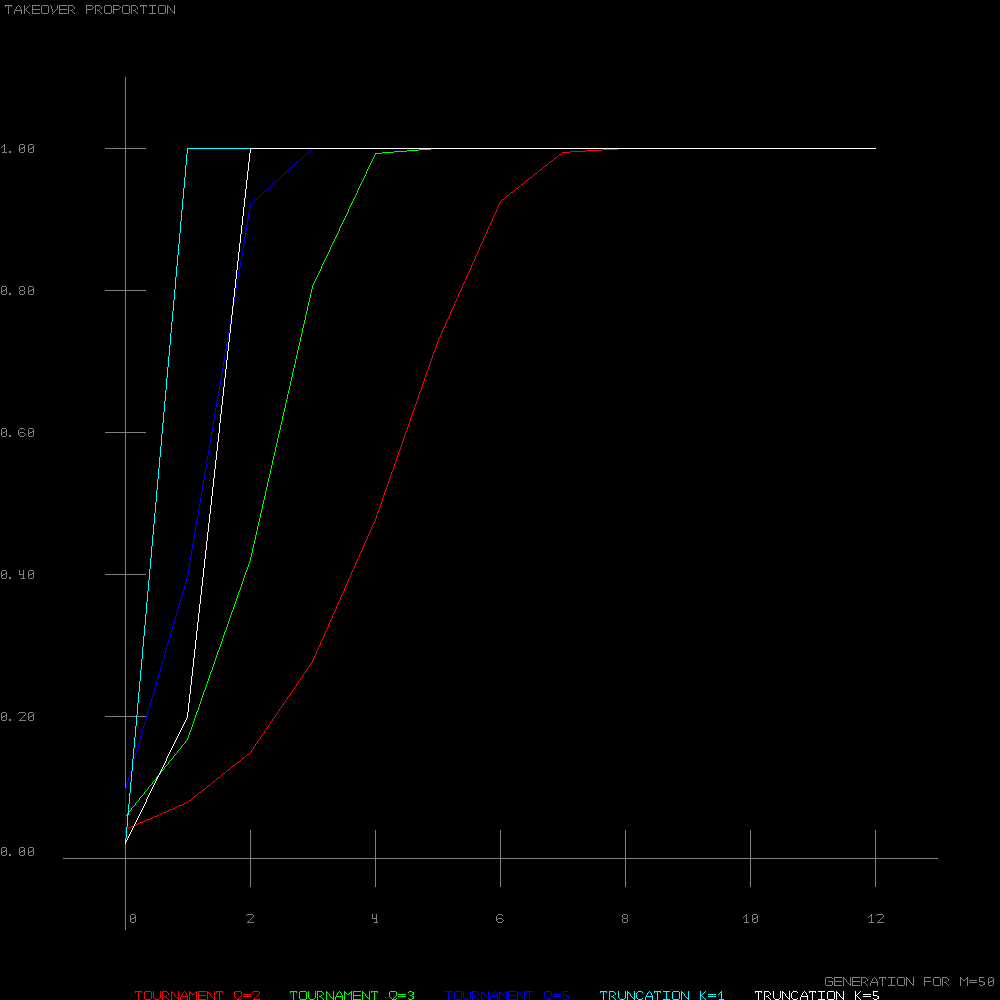 TAKEOVER PROPORTION
1.00
0.80
0.60
0.40
0.20
0.00
0 2 4 6 8 10 12
GENERATION FOR M=50
TOURNAMENT Q=2 TOURNAMENT Q=3 TOURNAMENT Q=5 TRUNCATION K=1 TRUNCATION K=5